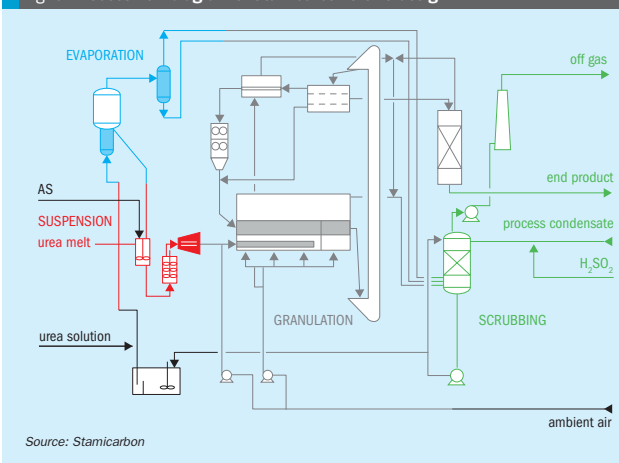 EVAPORATION
off gas
end product
AS
process condensate
SUSPENSION
urea melt
H₂SO₂
GRANULATION
SCRUBBING
urea solution
ambient air
Source: Stamicarbon